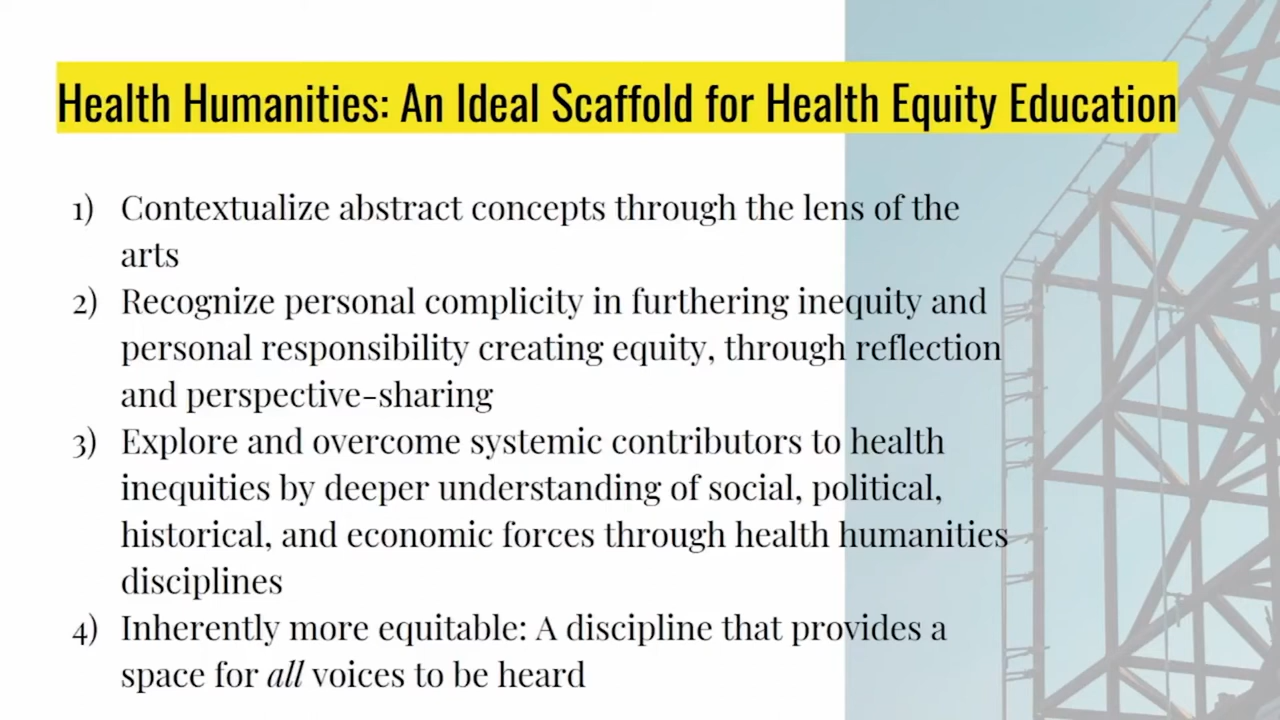 Health Humanities: An Ideal Scaffold for Health Equity Education
1) Contextualize abstract concepts through the lens of the
arts
2) Recognize personal complicity in furthering inequity and
personal responsibility creating equity, through reflection
and perspective-sharing
3) Explore and overcome systemic contributors to health
inequities by deeper understanding of social, political,
historical, and economic forces through health humanities
disciplines
4) Inherently more equitable: A discipline that provides a
space for all voices to be heard